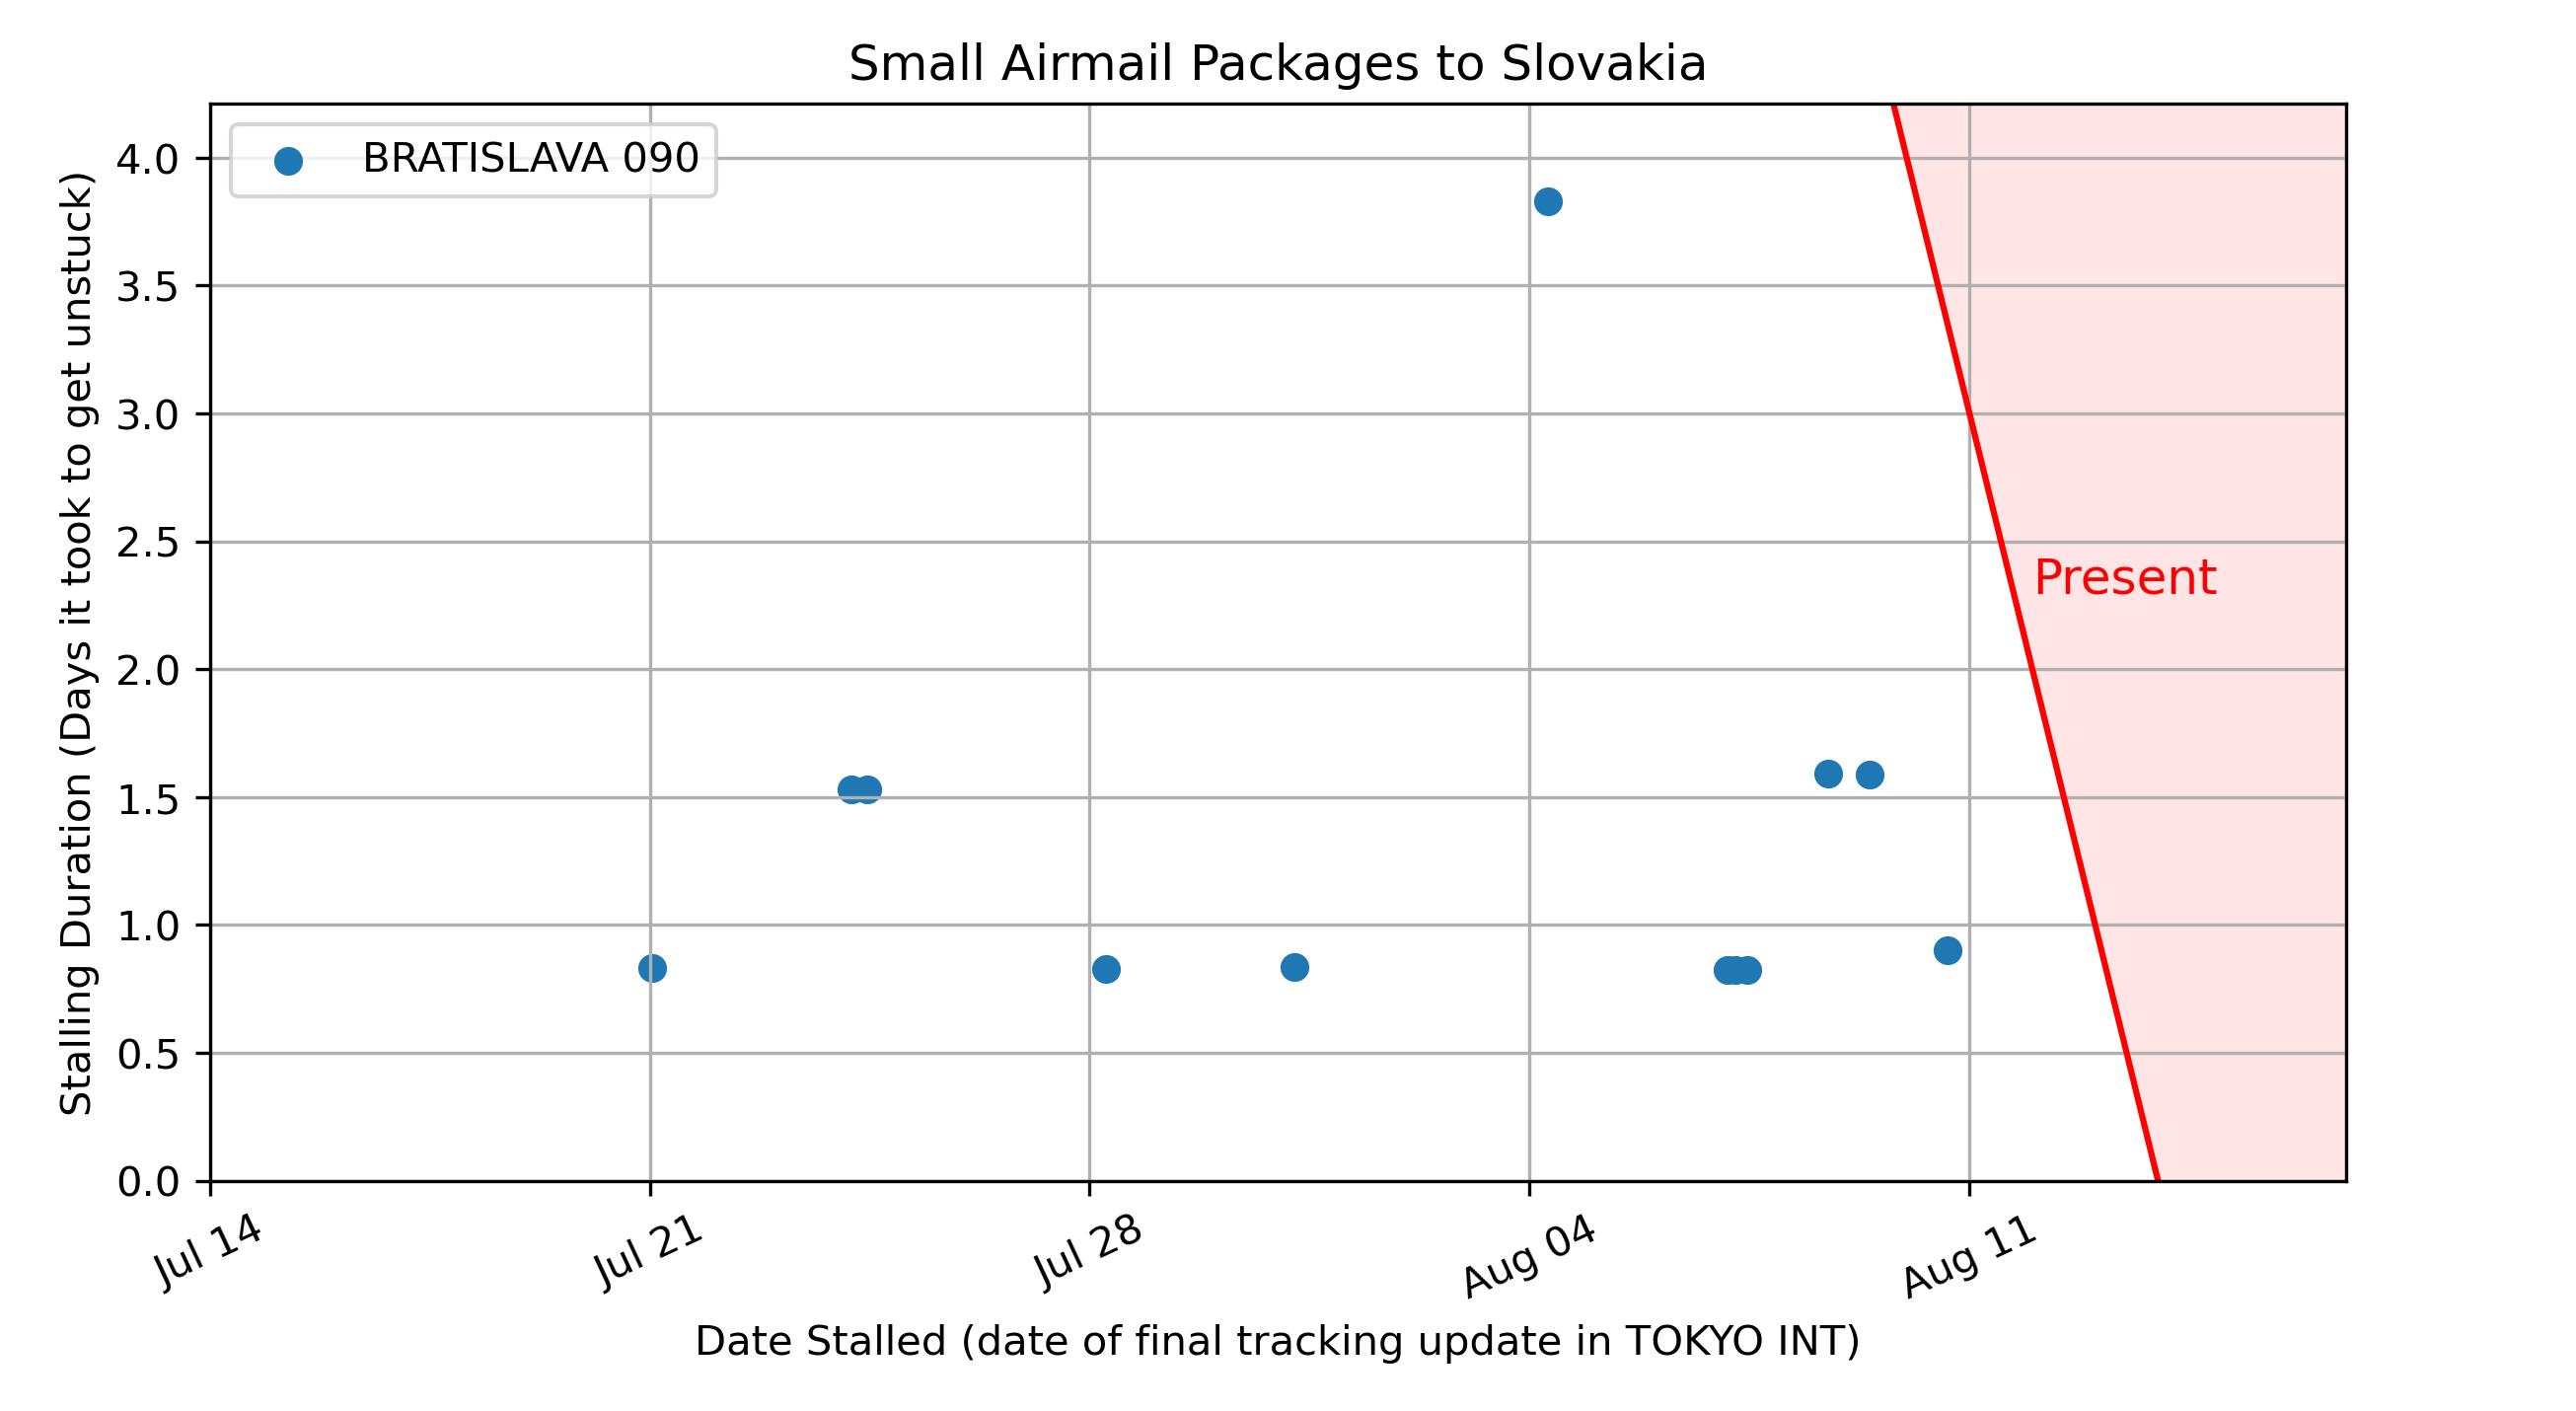 Small Airmail Packages to Slovakia
BRATISLAVA 090
Stalling Duration (Days it took to get unstuck)
4.0
3.5
3.0
2.5
2.0
1.5
1.0
0.5
0.0
Present
Jul 14
Jul 21
Jul 28
Aug 04
Aug 11
Date Stalled (date of final tracking update in TOKYO INT)